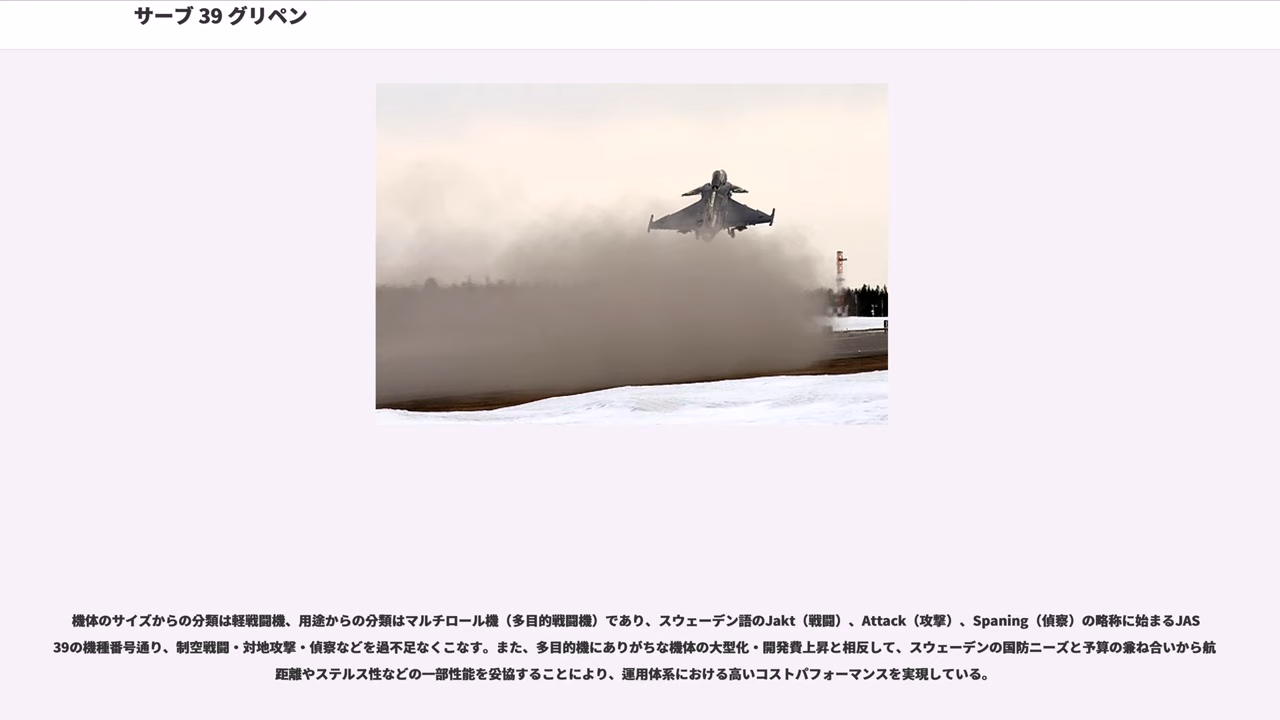 サーブ 39 グリペン
機体のサイズからの分類は軽戦闘機、用途からの分類はマルチロール機（多目的戦闘機）であり、スウェーデン語のJakt（戦闘）、Attack（攻撃）、Spaning（偵察）の略称に始まるJAS
39の機種番号通り、制空戦闘・対地攻撃・偵察などを過不足なくこなす。また、多目的機にありがちな機体の大型化・開発費上昇と相反して、スウェーデンの国防ニーズと予算の兼ね合いから航
距離やステルス性などの一部性能を妥協することにより、運用体系における高いコストパフォーマンスを実現している。